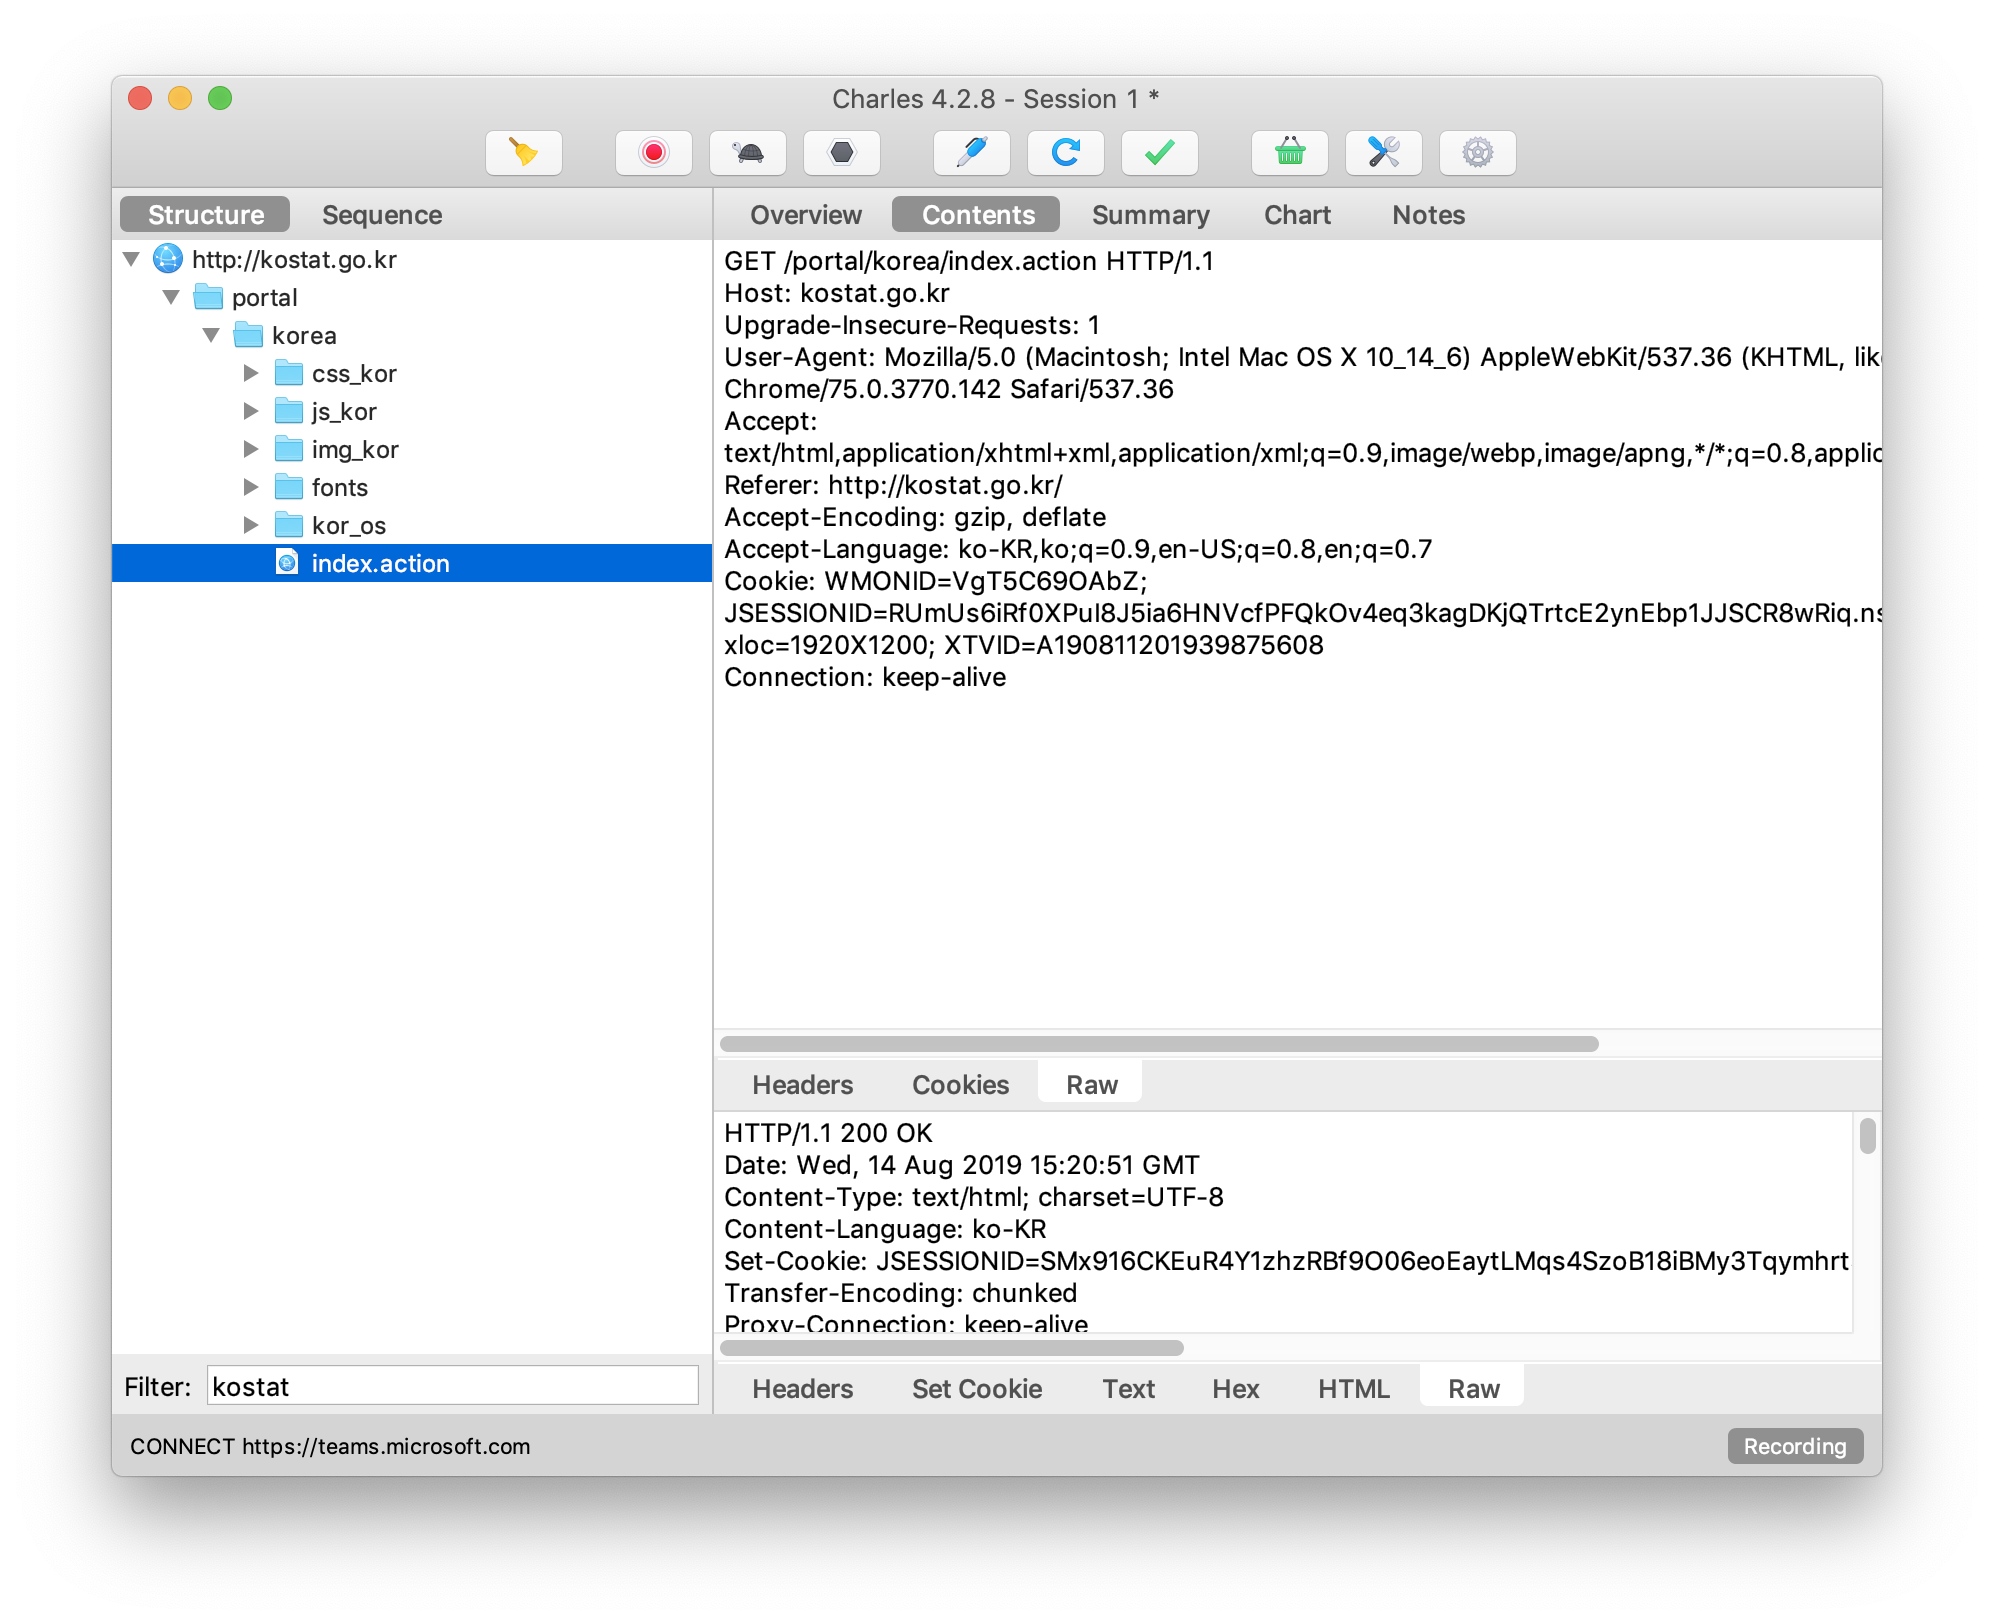 Charles 4.2.8 - Session 1 *
Structure
Sequence
Overview
Contents
Summary
Chart
Notes
http://kostat.go.kr
portal
korea
css_kor
js_kor
img_kor
fonts
kor_os
index.action
GET /portal/korea/index.action HTTP/1.1
Host: kostat.go.kr
Upgrade-Insecure-Requests: 1
User-Agent: Mozilla/5.0 (Macintosh; Intel Mac OS X 10_14_6) AppleWebKit/537.36 (KHTML, lik
Chrome/75.0.3770.142 Safari/537.36
Accept:
text/html,application/xhtml+xml,application/xml;q=0.9,image/webp,image/apng,*/*;q=0.8,applic
Referer: http://kostat.go.kr/
Accept-Encoding: gzip, deflate
Accept-Language: ko-KR,ko;q=0.9,en-US;q=0.8,en;q=0.7
Cookie: WMONID=VgT5C69OAbZ;
JSESSIONID=RUmUs6iRf0XPuI8J5ia6HNVcfPFQkOv4eq3kagDKjQTrtcE2ynEbp1JJSCR8wRiq.ns
xloc=1920X1200; XTVID=A190811201939875608
Connection: keep-alive
Headers
Cookies
Raw
HTTP/1.1 200 OK
Date: Wed, 14 Aug 2019 15:20:51 GMT
Content-Type: text/html; charset=UTF-8
Content-Language: ko-KR
Set-Cookie: JSESSIONID=SMx916CKEuR4Y1zhzRBf9O06eoEaytLMqs4SzoB18iBMy3Tqymhrt
Transfer-Encoding: chunked
Proxy-Connection: keep-alive
Headers
Set Cookie
Text
Hex
HTML
Raw
Filter:
kostat
CONNECT https://teams.microsoft.com
Recording